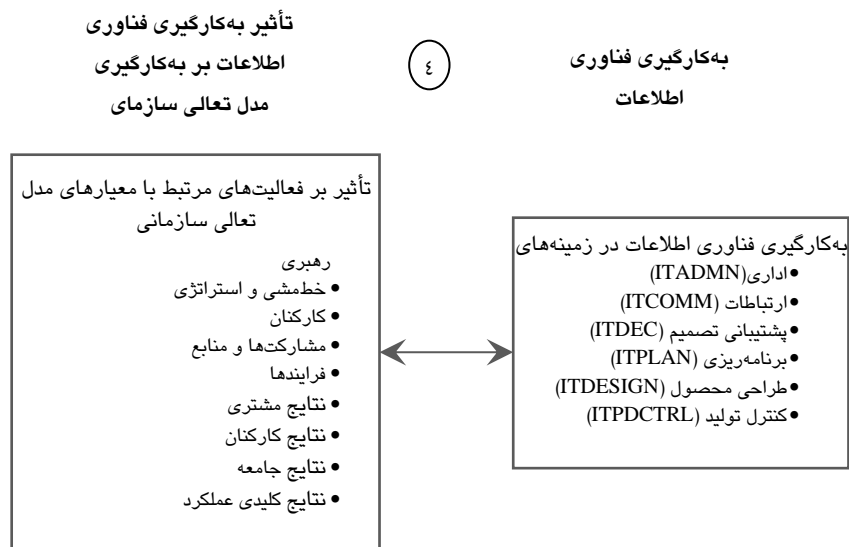 به‌کارگیری فناوری
اطلاعات
٤
تأثیر به‌کارگیری فناوری
اطلاعات بر به‌کارگیری
مدل تعالی سازمای
به‌کارگیری فناوری اطلاعات در زمینه‌های
•اداری(ITADMN)
•ارتباطات (ITCOMM)
•پشتیبانی تصمیم (ITDEC)
•برنامه‌ریزی (ITPLAN)
•طراحی محصول (ITDESIGN)
•کنترل تولید (ITPDCTRL)
تأثیر بر فعالیت‌های مرتبط با معیارهای مدل
تعالی سازمانی
رهبری
• خط‌مشی و استراتژی
• کارکنان
• مشارکت‌ها و منابع
• فرایندها
• نتایج مشتری
• نتایج کارکنان
• نتایج جامعه
• نتایج کلیدی عملکرد